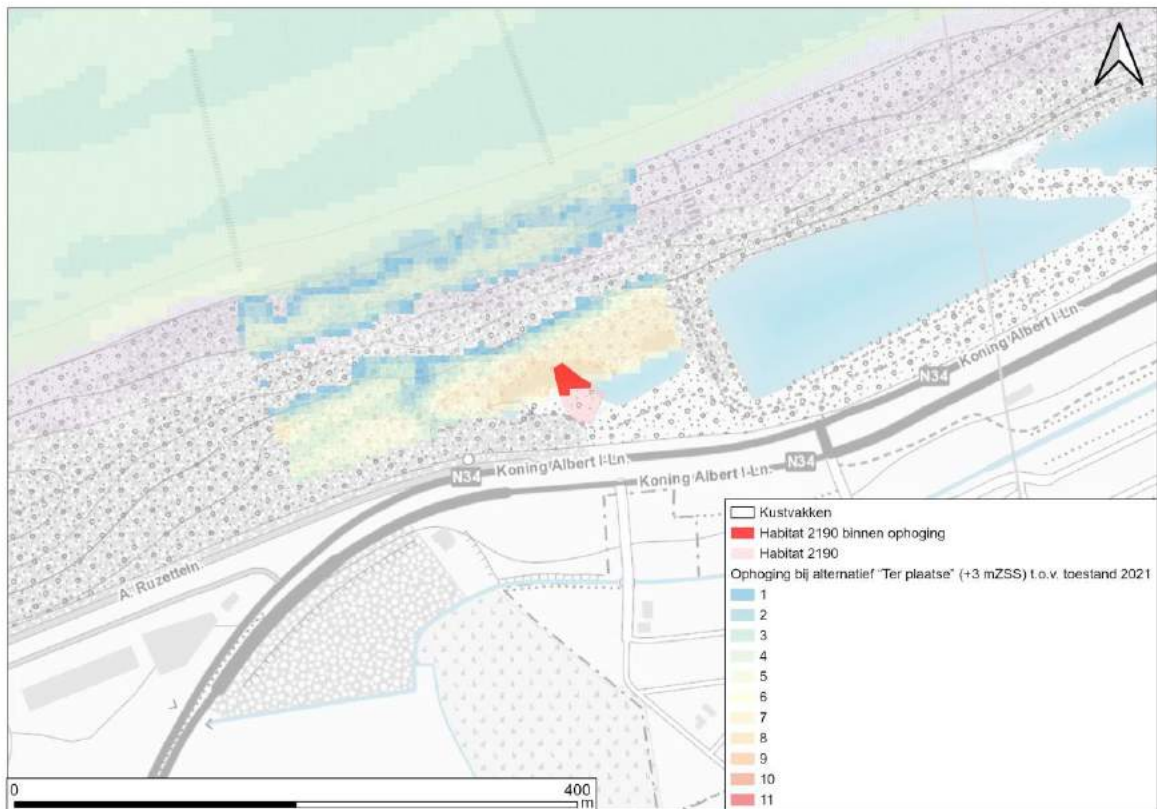 Koning Albert I-Ln.
N34
N34
Koning Albert I-Ln.
N34
Koning Albert I-Ln.
A. Ruzetteln.
Kustvakken
Habitat 2190 binnen ophoging
Habitat 2190
Ophoging bij alternatief "Ter plaatse" (+3 mZSS) t.o.v. toestand 2021
1
2
3
4
5
6
7
8
9
10
11
0
400
m